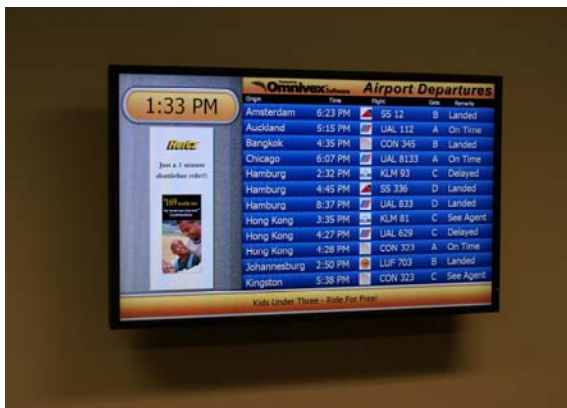 Omnivex Software Airport Departures
1:33 PM
Origin Time Flight Gate Remarks
Amsterdam 6:23 PM SS 12 B Landed
Auckland 5:15 PM UAL 112 A On Time
Bangkok 4:35 PM CON 345 B Landed
Chicago 6:07 PM UAL 8133 A On Time
Hamburg 2:32 PM KLM 93 C Delayed
Hamburg 4:45 PM SS 336 D Landed
Hamburg 8:37 PM UAL 833 D Landed
Hong Kong 3:35 PM KLM 81 C See Agent
Hong Kong 4:27 PM UAL 629 C Delayed
Hong Kong 4:28 PM CON 323 A On Time
Johannesburg 2:50 PM LUF 703 B Landed
Kingston 5:38 PM CON 323 C See Agent
Hertz
Just a 5 minute
shuttlebus ride!!!
$169
Kids Under Three - Ride For Free!